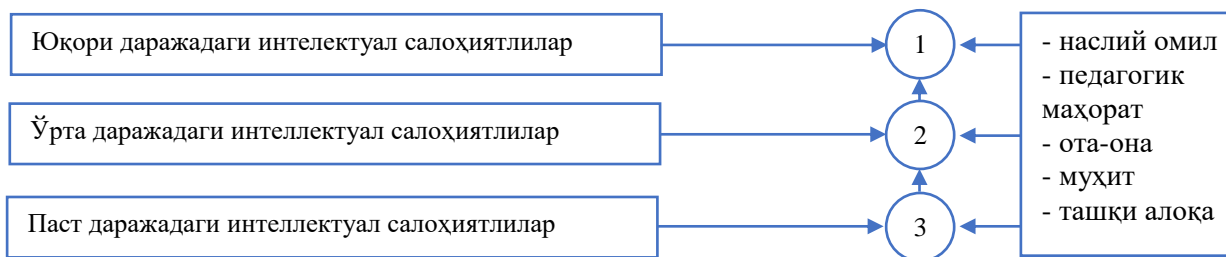 Юқори даражадаги интелектуал салоҳиятлилар
1
Ўрта даражадаги интеллектуал салоҳиятлилар
2
Паст даражадаги интеллектуал салоҳиятлилар
3
- наслий омил
- педагогик
маҳорат
- ота-она
- муҳит
- ташқи алоқа